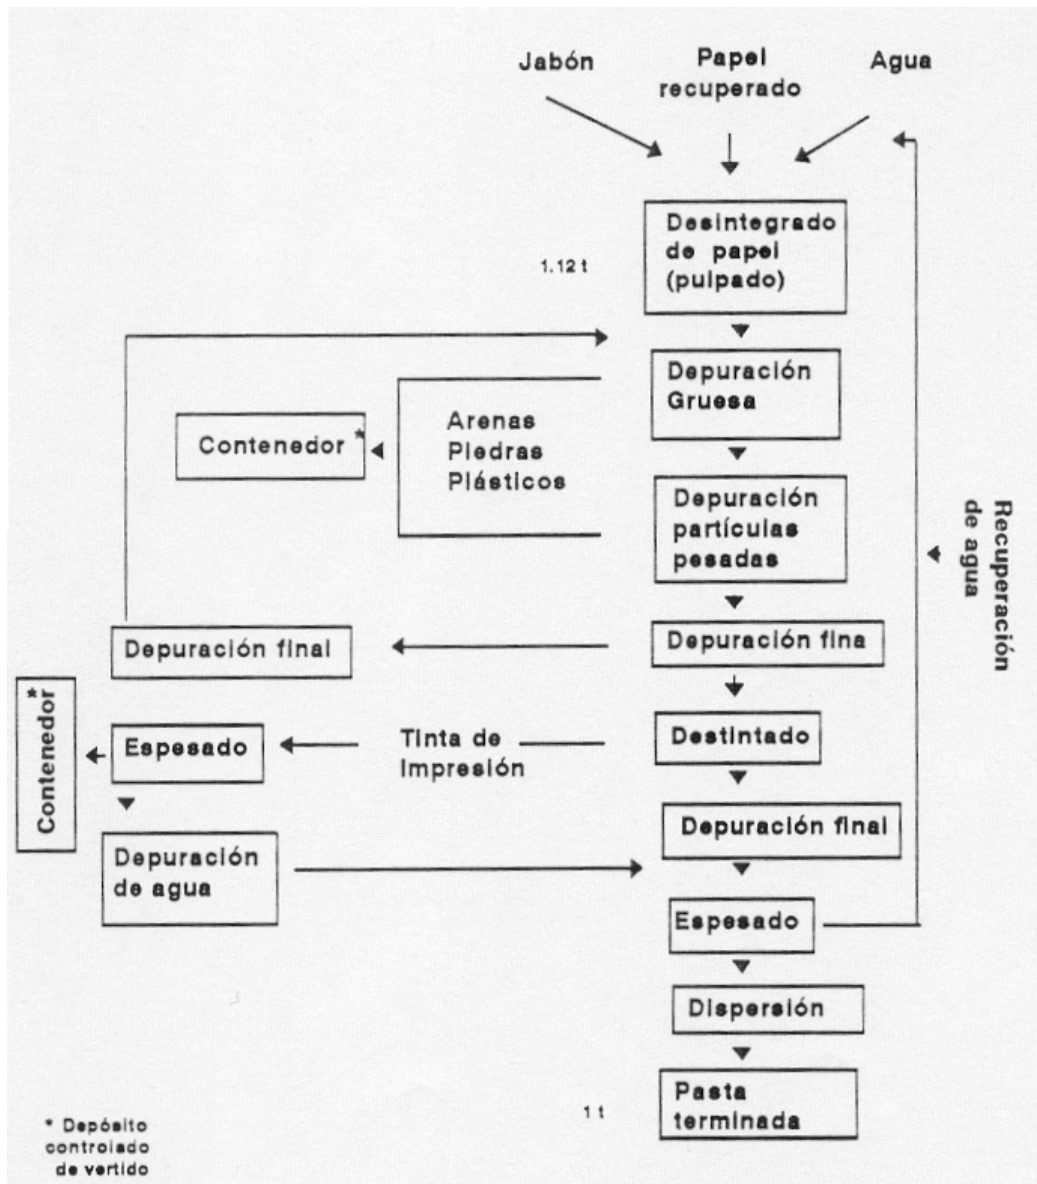 Jabón
Papel
recuperado
Agua
Desintegrado
de papel
(pulpado)
1.12 t
Depuración
Gruesa
Arenas
Piedras
Plásticos
Contenedor *
Depuración
partículas
pesadas
Recuperación
de agua
Depuración fina
Depuración final
Destintado
Tinta de
impresión
Espesado
Contenedor *
Depuración final
Depuración
de agua
Espesado
Dispersión
Pasta
terminada
1 t
* Depósito
controlado
de vertido